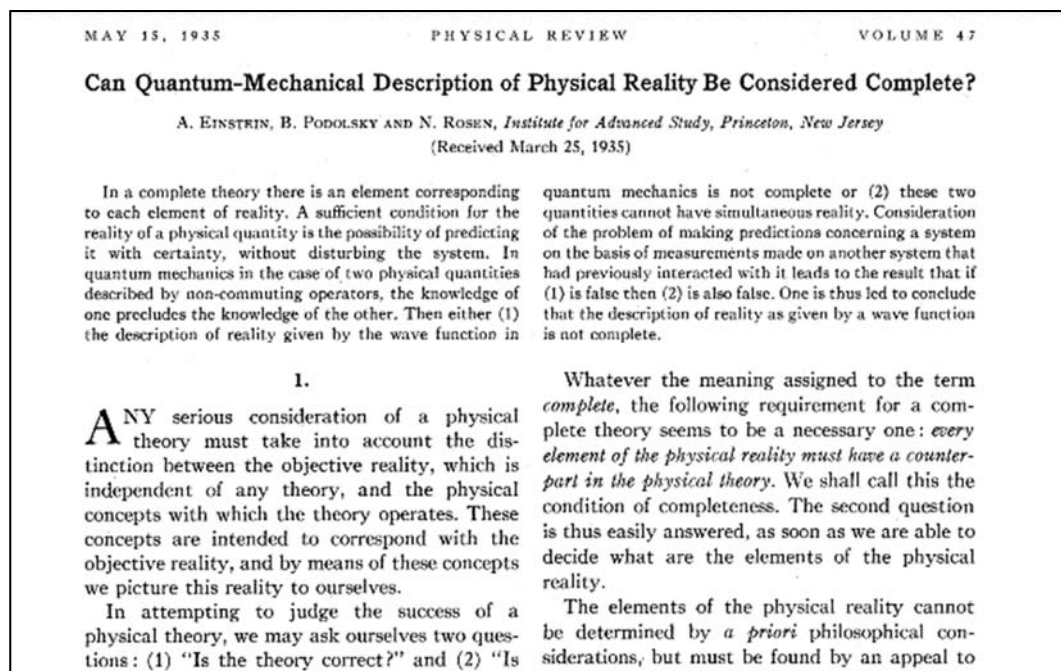 MAY 15, 1935 PHYSICAL REVIEW VOLUME 47
Can Quantum-Mechanical Description of Physical Reality Be Considered Complete?
A. EINSTEIN, B. PODOLSKY AND N. ROSEN, Institute for Advanced Study, Princeton, New Jersey
(Received March 25, 1935)
In a complete theory there is an element corresponding
to each element of reality. A sufficient condition for the
reality of a physical quantity is the possibility of predicting
it with certainty, without disturbing the system. In
quantum mechanics in the case of two physical quantities
described by non-commuting operators, the knowledge of
one precludes the knowledge of the other. Then either (1)
the description of reality given by the wave function in
quantum mechanics is not complete or (2) these two
quantities cannot have simultaneous reality. Consideration
of the problem of making predictions concerning a system
on the basis of measurements made on another system that
had previously interacted with it leads to the result that if
(1) is false then (2) is also false. One is thus led to conclude
that the description of reality as given by a wave function
is not complete.
1.
ANY serious consideration of a physical
theory must take into account the dis-
tinction between the objective reality, which is
independent of any theory, and the physical
concepts with which the theory operates. These
concepts are intended to correspond with the
objective reality, and by means of these concepts
we picture this reality to ourselves.
In attempting to judge the success of a
physical theory, we may ask ourselves two ques-
tions: (1) "Is the theory correct?" and (2) "Is
Whatever the meaning assigned to the term
complete, the following requirement for a com-
plete theory seems to be a necessary one: every
element of the physical reality must have a counter-
part in the physical theory. We shall call this the
condition of completeness. The second question
is thus easily answered, as soon as we are able to
decide what are the elements of the physical
reality.
The elements of the physical reality cannot
be determined by a priori philosophical con-
siderations, but must be found by an appeal to